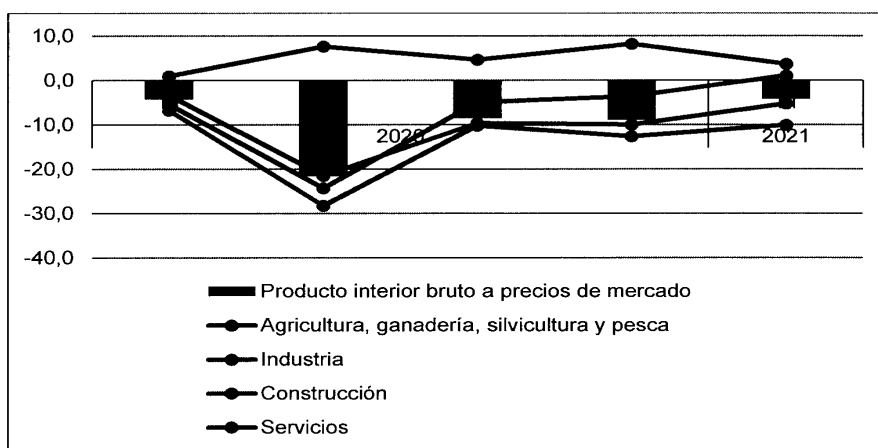 10,0
0,0
-10,0
2020
2021
-20,0
-30,0
-40,0
Producto interior bruto a precios de mercado
Agricultura, ganadería, silvicultura y pesca
Industria
Construcción
Servicios